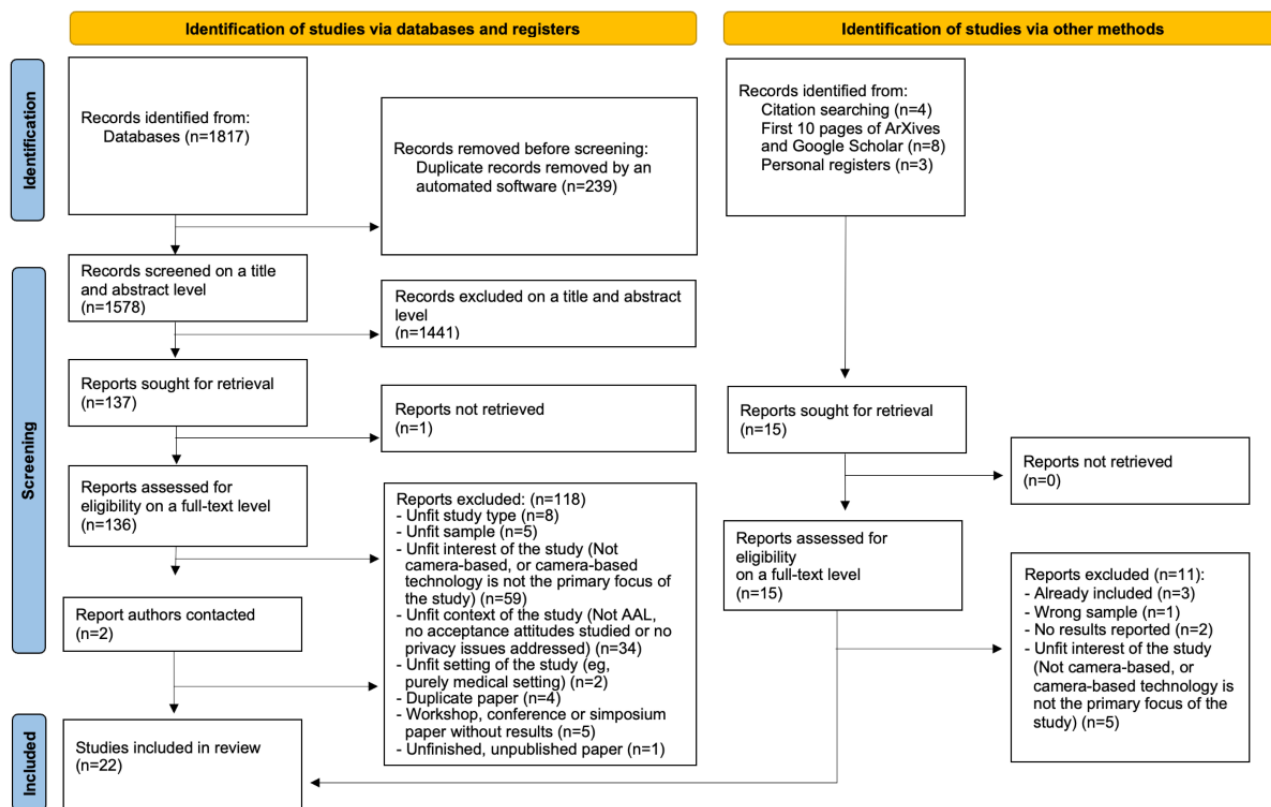 Identification of studies via databases and registers
Identification of studies via other methods
Identification
Records identified from:
Databases (n=1817)
Records removed before screening:
Duplicate records removed by an
automated software (n=239)
Records identified from:
Citation searching (n=4)
First 10 pages of ArXives
and Google Scholar (n=8)
Personal registers (n=3)
Screening
Records screened on a title
and abstract level
(n=1578)
Records excluded on a title and abstract
level
(n=1441)
Reports sought for retrieval
(n=137)
Reports not retrieved
(n=1)
Reports sought for retrieval
(n=15)
Reports not retrieved
(n=0)
Reports assessed for
eligibility on a full-text level
(n=136)
Reports excluded: (n=118)
- Unfit study type (n=8)
- Unfit sample (n=5)
- Unfit interest of the study (Not
camera-based, or camera-based
technology is not the primary focus of
the study) (n=59)
- Unfit context of the study (Not AAL,
no acceptance attitudes studied or no
privacy issues addressed) (n=34)
- Unfit setting of the study (eg,
purely medical setting) (n=2)
- Duplicate paper (n=4)
- Workshop, conference or simposium
paper without results (n=5)
- Unfinished, unpublished paper (n=1)
Reports assessed for
eligibility
on a full-text level
(n=15)
Reports excluded (n=11):
- Already included (n=3)
- Wrong sample (n=1)
- No results reported (n=2)
- Unfit interest of the study
(Not camera-based, or
camera-based technology is
not the primary focus of the
study) (n=5)
Report authors contacted
(n=2)
Included
Studies included in review
(n=22)